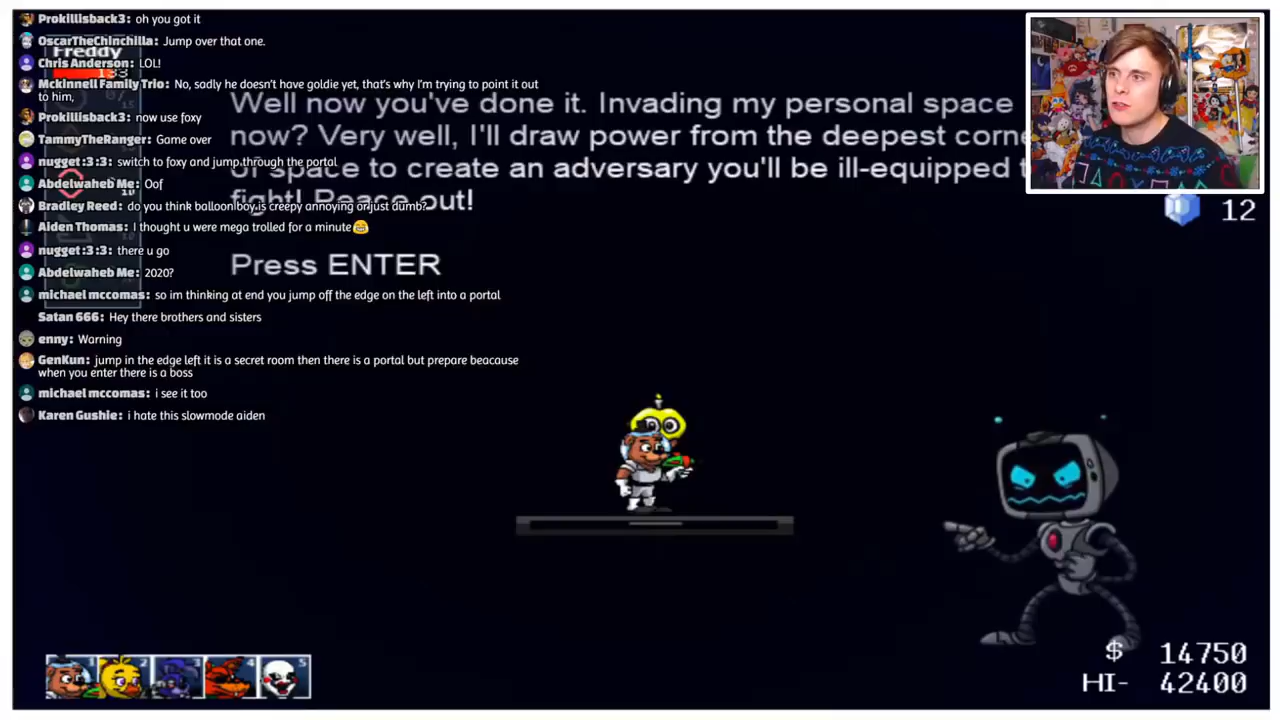 Prokillisback3: oh you got it
OscarTheChinchilla: Jump over that one.
Freddy
Chris Anderson: LOL!
133
Mckinnell Family Trio: No, sadly he doesn't have goldie yet, that's why I'm trying to point it out
to him,
Well now you've done it. Invading my personal space
Prokillisback3: now use foxy
now? Very well, I'll draw power from the deepest
TammyTheRanger: Game over
nugget :3:3: switch to foxy and jump through the portal
of space to create an adversary you'll be ill-equipped
Abdelwaheb Me: Oof
fight! Peace out!
Bradley Reed: do you think balloon boy is creepy annoying or just dumb?
12
Aiden Thomas: I thought u were mega trolled for a minute😂
nugget :3:3: there u go
Press ENTER
Abdelwaheb Me: 2020?
michael mccomas: so im thinking at end you jump off the edge on the left into a portal
Satan 666: Hey there brothers and sisters
enny: Warning
GenKun: jump in the edge left it is a secret room then there is a portal but prepare beacause
when you enter there is a boss
michael mccomas: i see it too
Karen Gushie: i hate this slowmode aiden
1 2 3 4 5
$ 14750
HI- 42400